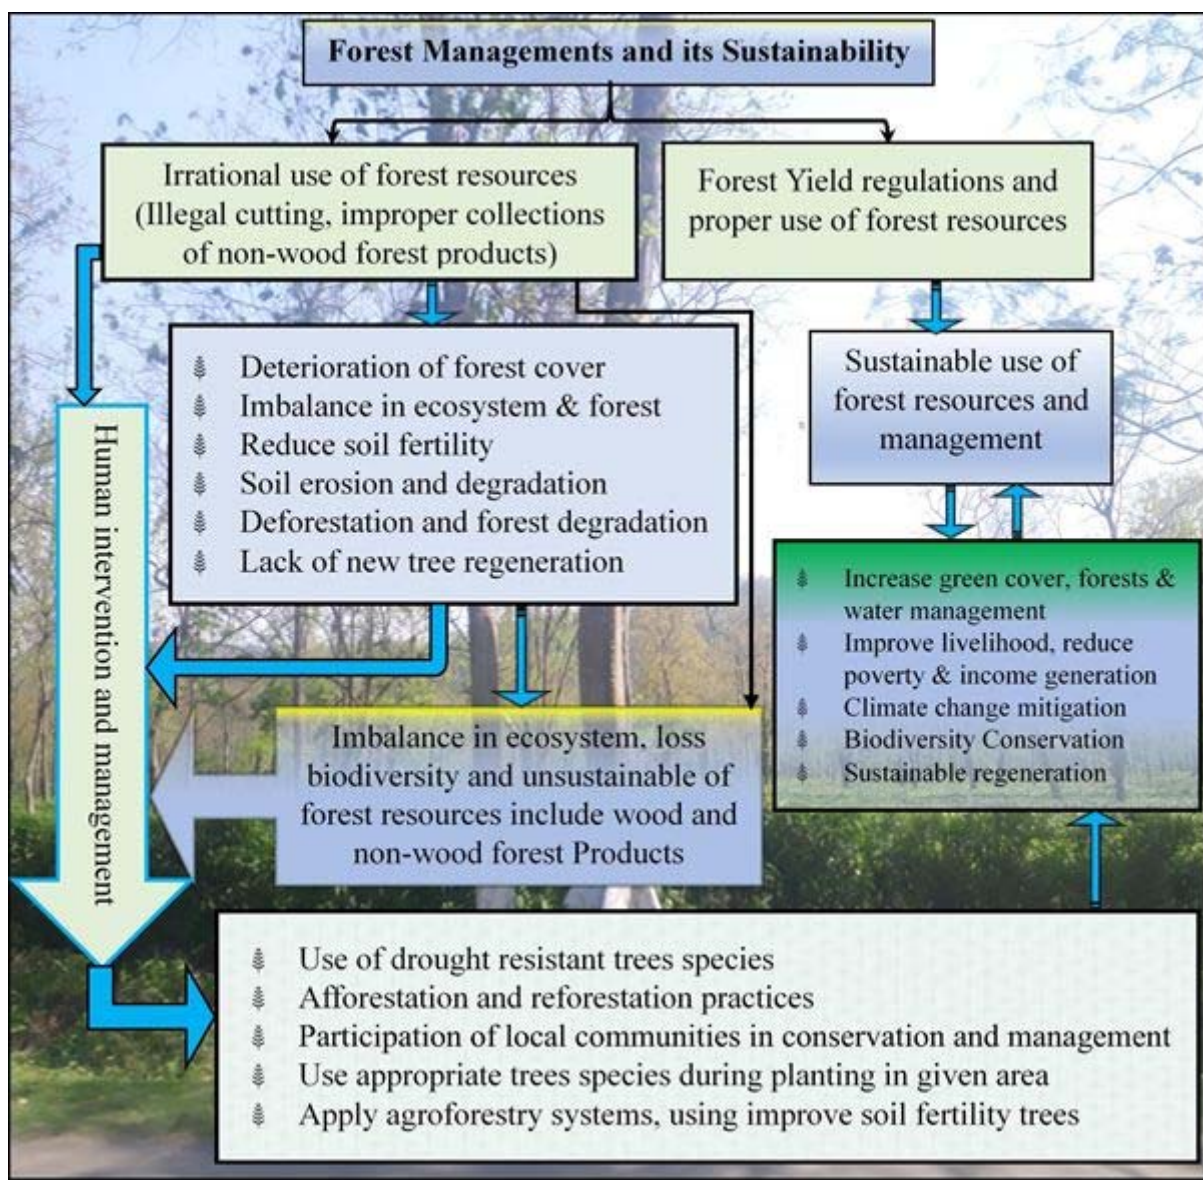 Forest Managements and its Sustainability
Irrational use of forest resources
(Illegal cutting, improper collections
of non-wood forest products)
Forest Yield regulations and
proper use of forest resources
Deterioration of forest cover
Imbalance in ecosystem & forest
Reduce soil fertility
Soil erosion and degradation
Deforestation and forest degradation
Lack of new tree regeneration
Sustainable use of
forest resources and
management
Human intervention and management
Increase green cover, forests &
water management
Improve livelihood, reduce
poverty & income generation
Climate change mitigation
Biodiversity Conservation
Sustainable regeneration
Imbalance in ecosystem, loss
biodiversity and unsustainable of
forest resources include wood and
non-wood forest Products
Use of drought resistant trees species
Afforestation and reforestation practices
Participation of local communities in conservation and management
Use appropriate trees species during planting in given area
Apply agroforestry systems, using improve soil fertility trees